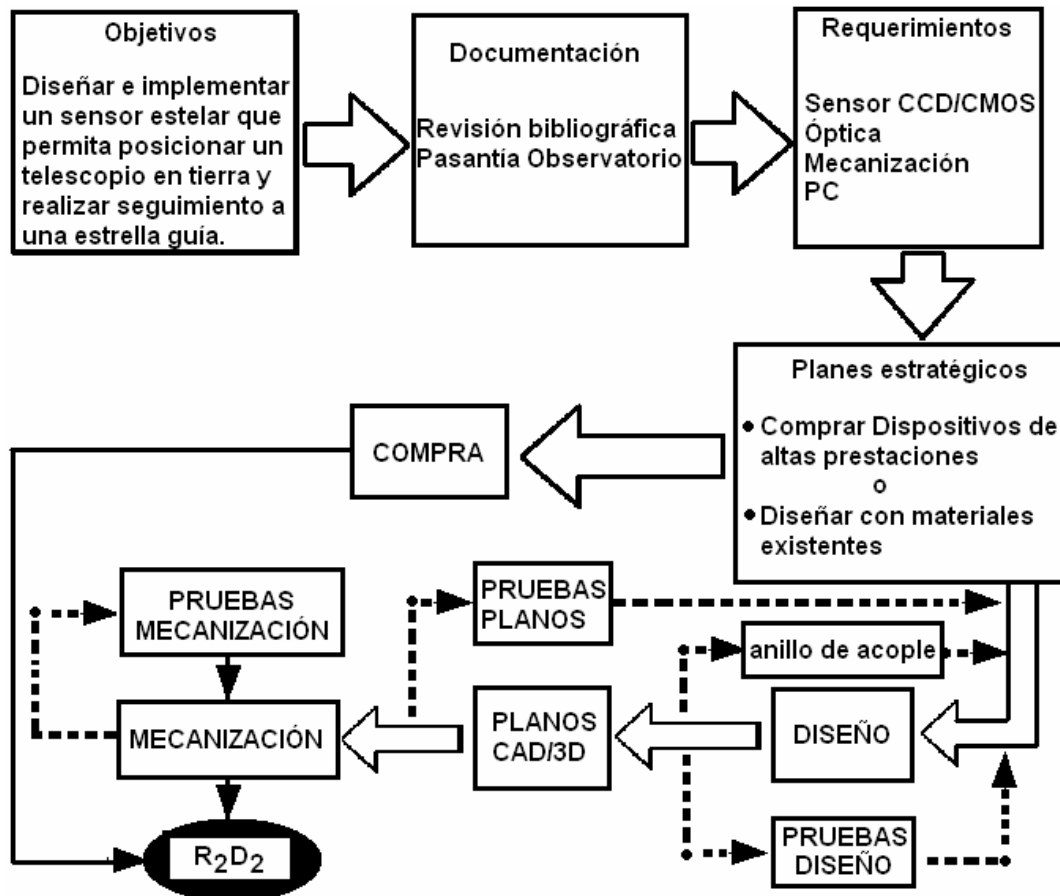 Objetivos
Diseñar e implementar
un sensor estelar que
permita posicionar un
telescopio en tierra y
realizar seguimiento a
una estrella guía.
Documentación
Revisión bibliográfica
Pasantía Observatorio
Requerimientos
Sensor CCD/CMOS
Óptica
Mecanización
PC
Planes estratégicos
• Comprar Dispositivos de
altas prestaciones
o
• Diseñar con materiales
existentes
COMPRA
PRUEBAS
MECANIZACIÓN
PRUEBAS
PLANOS
anillo de acople
MECANIZACIÓN
PLANOS
CAD/3D
DISEÑO
PRUEBAS
DISEÑO
R2D2